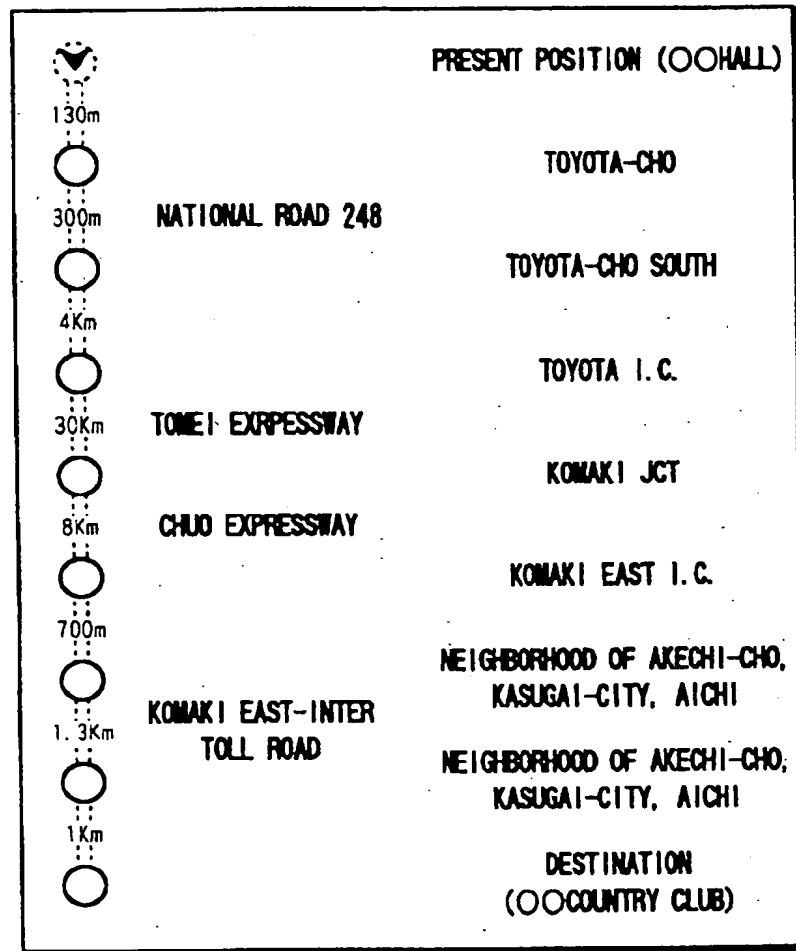 PRESENT POSITION (○○HALL)
130m
TOYOTA-CHO
300m
NATIONAL ROAD 248
TOYOTA-CHO SOUTH
4Km
TOYOTA I.C.
30Km
TOMEI EXRPESSWAY
KOMAKI JCT
8Km
CHUO EXPRESSWAY
KOMAKI EAST I.C.
700m
NEIGHBORHOOD OF AKECHI-CHO,
KASUGAI-CITY, AICHI
1.3Km
KOMAKI EAST-INTER
TOLL ROAD
NEIGHBORHOOD OF AKECHI-CHO,
KASUGAI-CITY, AICHI
1Km
DESTINATION
(○○COUNTRY CLUB)